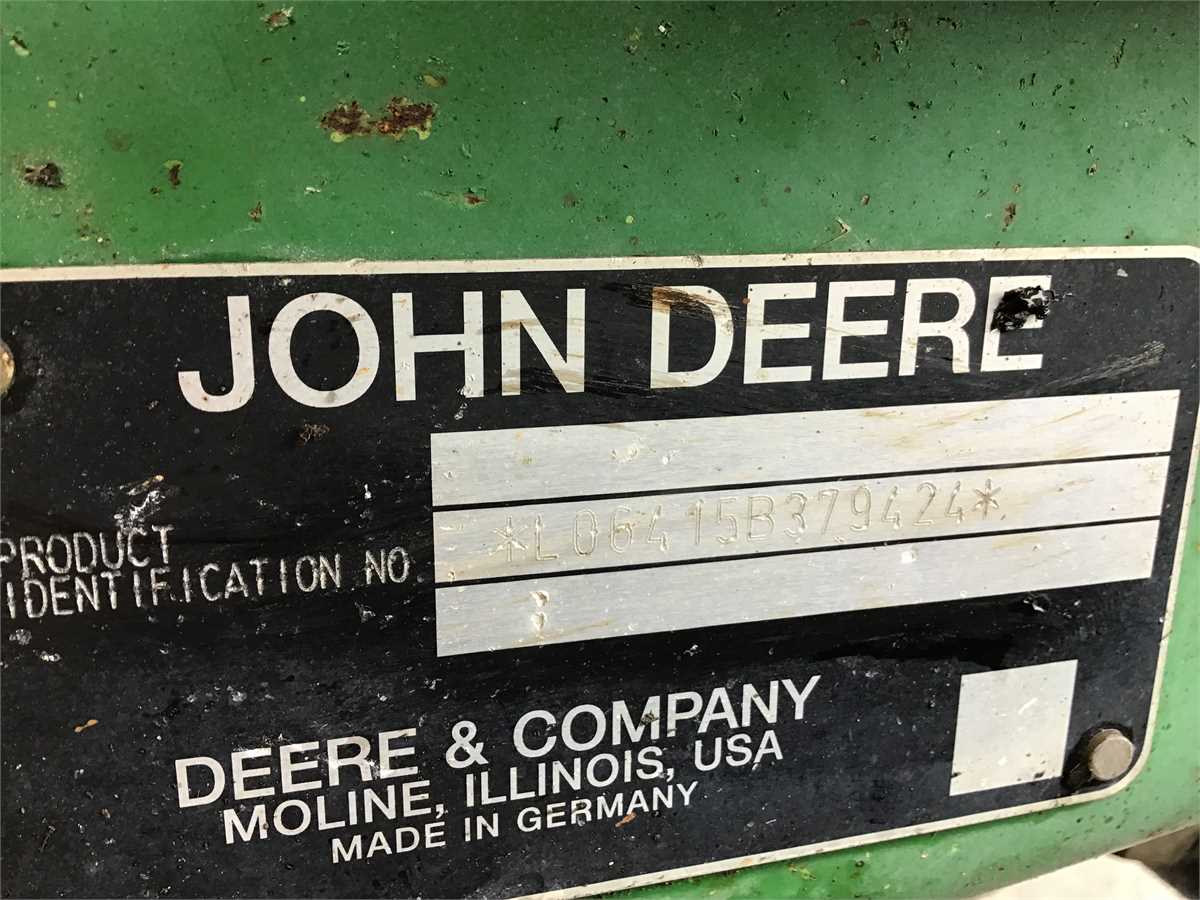 JOHN DEERE
PRODUCT
IDENTIFICATION NO
*L06415B379424*
DEERE & COMPANY
MOLINE, ILLINOIS, USA
MADE IN GERMANY